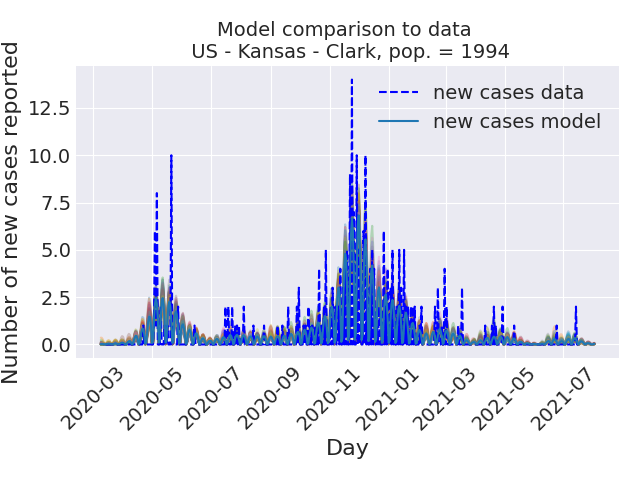 Model comparison to data
US - Kansas - Clark, pop. = 1994
Number of new cases reported
12.5
10.0
7.5
5.0
2.5
0.0
new cases data
new cases model
2020-03
2020-05
2020-07
2020-09
2020-11
2021-01
2021-03
2021-05
2021-07
Day